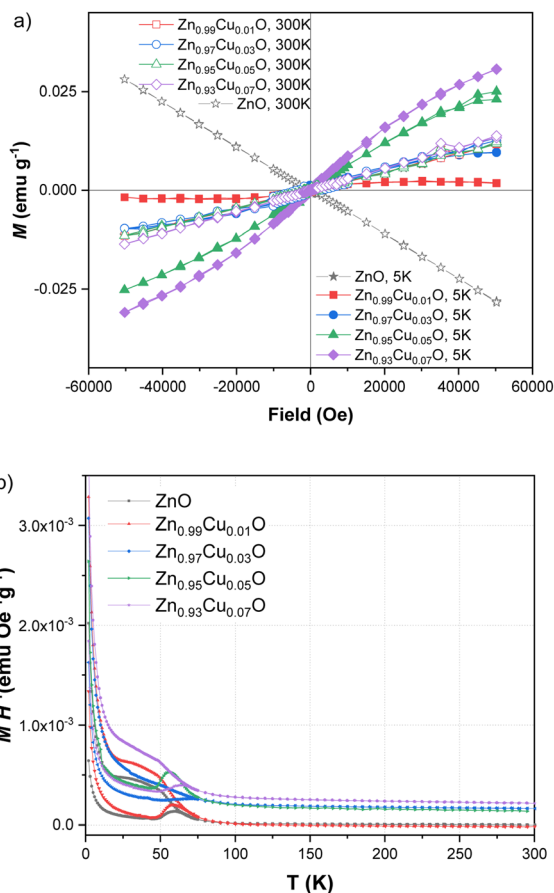 a)
Zn₀.₉₉Cu₀.₀₁O, 300K
Zn₀.₉₇Cu₀.₀₃O, 300K
Zn₀.₉₅Cu₀.₀₅O, 300K
Zn₀.₉₃Cu₀.₀₇O, 300K
ZnO, 300K
0.025
0.000
-0.025
M (emu g⁻¹)
ZnO, 5K
Zn₀.₉₉Cu₀.₀₁O, 5K
Zn₀.₉₇Cu₀.₀₃O, 5K
Zn₀.₉₅Cu₀.₀₅O, 5K
Zn₀.₉₃Cu₀.₀₇O, 5K
-60000 -40000 -20000 0 20000 40000 60000
Field (Oe)
ZnO
Zn₀.₉₉Cu₀.₀₁O
Zn₀.₉₇Cu₀.₀₃O
Zn₀.₉₅Cu₀.₀₅O
Zn₀.₉₃Cu₀.₀₇O
3.0x10⁻³
2.0x10⁻³
1.0x10⁻³
0.0
0 50 100 150 200 250 300
T (K)